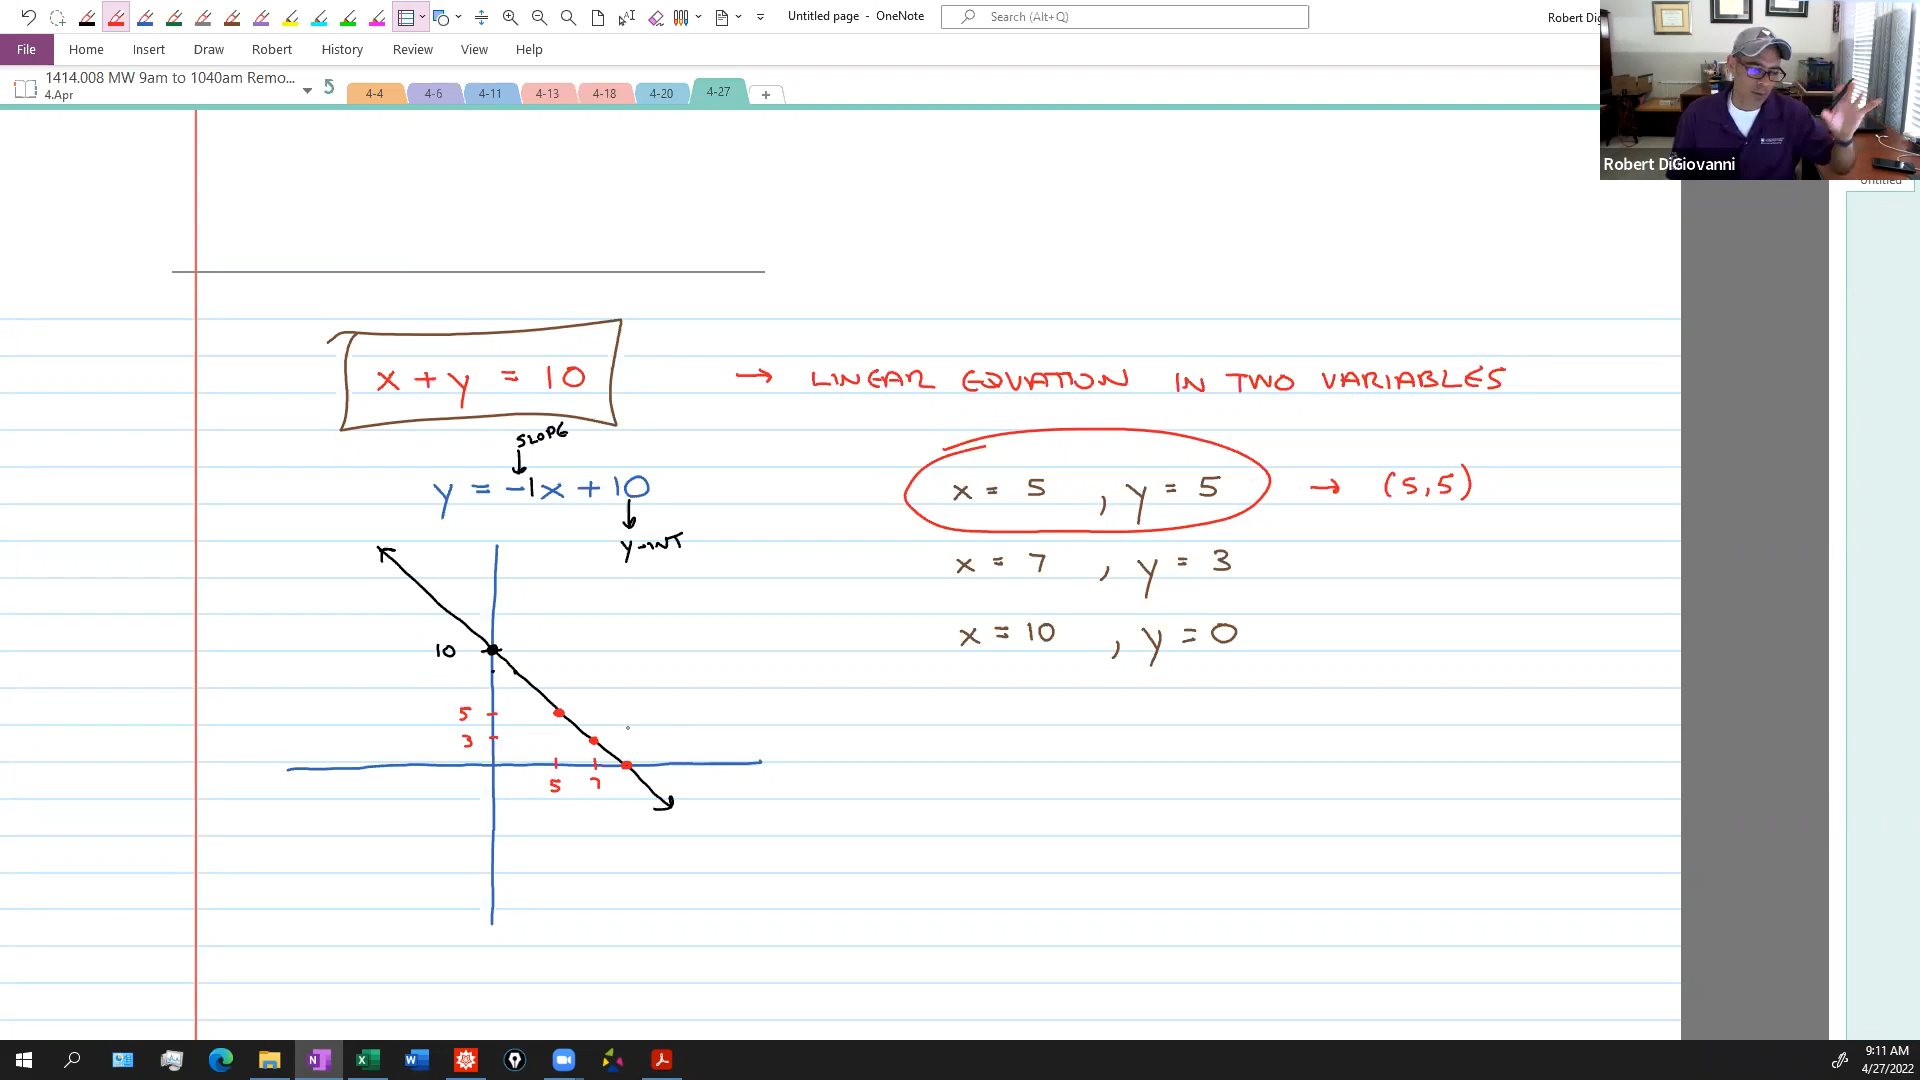 Untitled page - OneNote
Search (Alt+Q)
Robert Di
File Home Insert Draw Robert History Review View Help
1414.008 MW 9am to 1040am Remo...
4.Apr
4-4 4-6 4-11 4-13 4-18 4-20 4-27
Robert DiGiovanni
Untitled
x + y = 10 → LINEAR EQUATION IN TWO VARIABLES
SLOPE
y = -1x + 10
x = 5 , y = 5 → (5,5)
y-INT
x = 7 , y = 3
x = 10 , y = 0
10
5
3
5 7
9:11 AM
4/27/2022